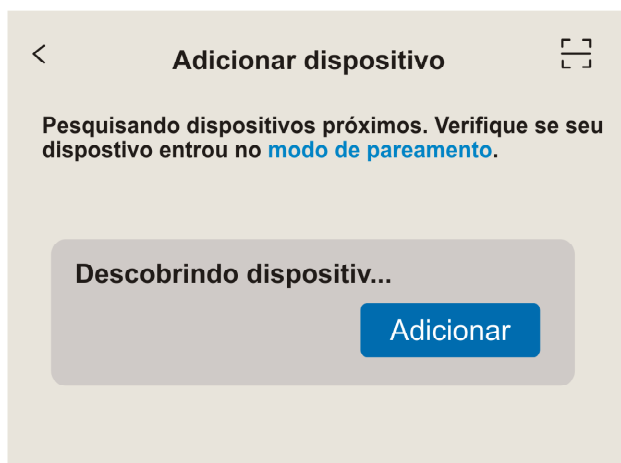 Adicionar dispositivo
Pesquisando dispositivos próximos. Verifique se seu
dispostivo entrou no modo de pareamento.
Descobrindo dispositiv...
Adicionar